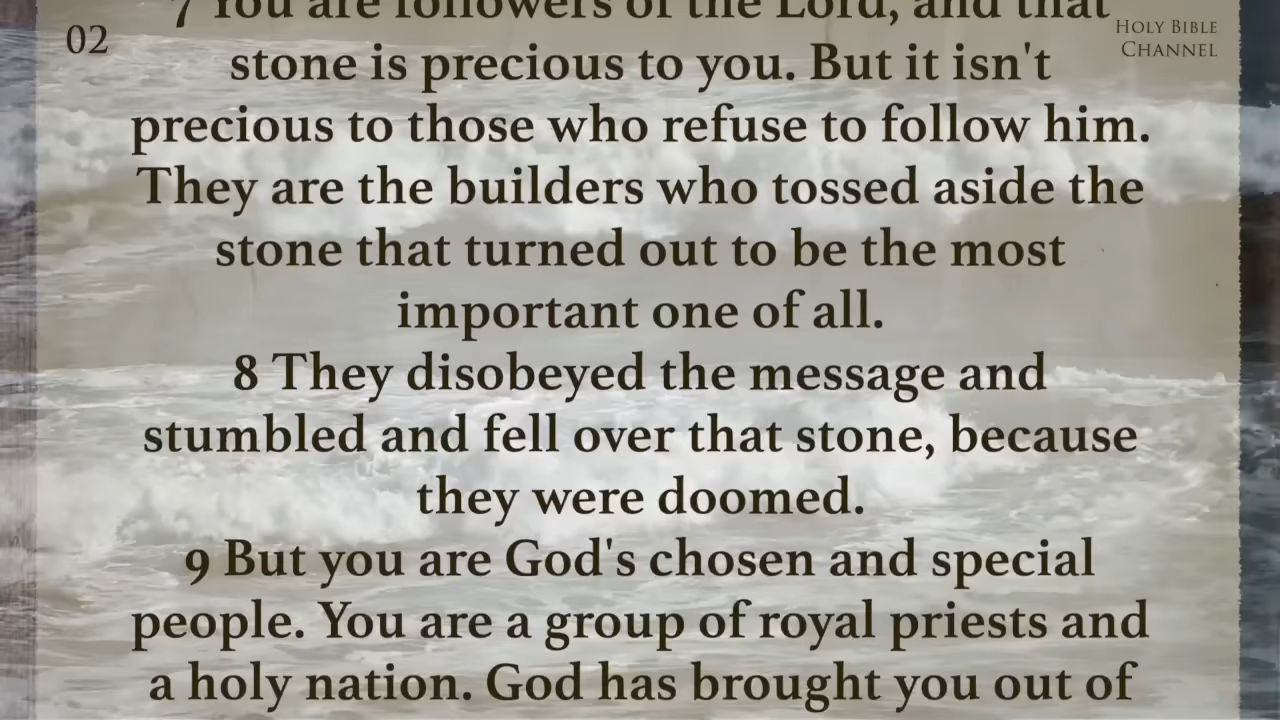 7 You are followers of the Lord, and that
02
HOLY BIBLE
CHANNEL
stone is precious to you. But it isn't
precious to those who refuse to follow him.
They are the builders who tossed aside the
stone that turned out to be the most
important one of all.
8 They disobeyed the message and
stumbled and fell over that stone, because
they were doomed.
9 But you are God's chosen and special
people. You are a group of royal priests and
a holy nation. God has brought you out of